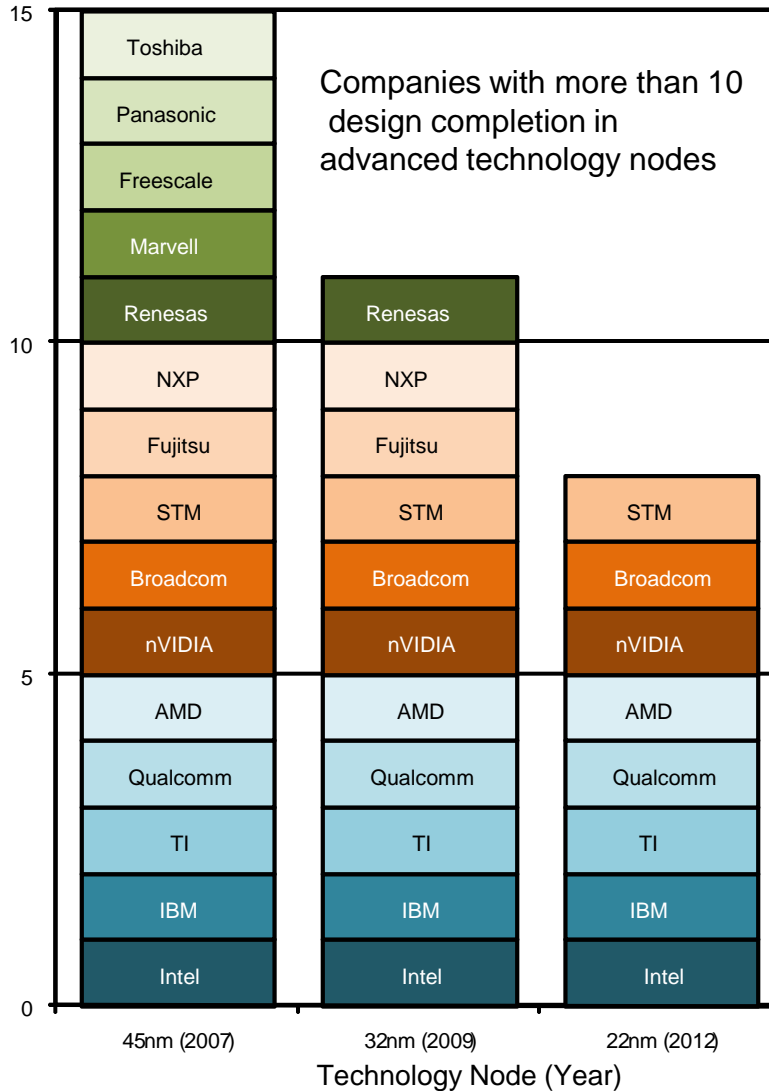 15
Toshiba
Companies with more than 10
design completion in
advanced technology nodes
Panasonic
Freescale
Marvell
Renesas
Renesas
10
NXP
NXP
Fujitsu
Fujitsu
STM
STM
STM
Broadcom
Broadcom
Broadcom
nVIDIA
nVIDIA
nVIDIA
5
AMD
AMD
AMD
Qualcomm
Qualcomm
Qualcomm
TI
TI
TI
IBM
IBM
IBM
Intel
Intel
Intel
0
45nm (2007)
32nm (2009)
22nm (2012)
Technology Node (Year)